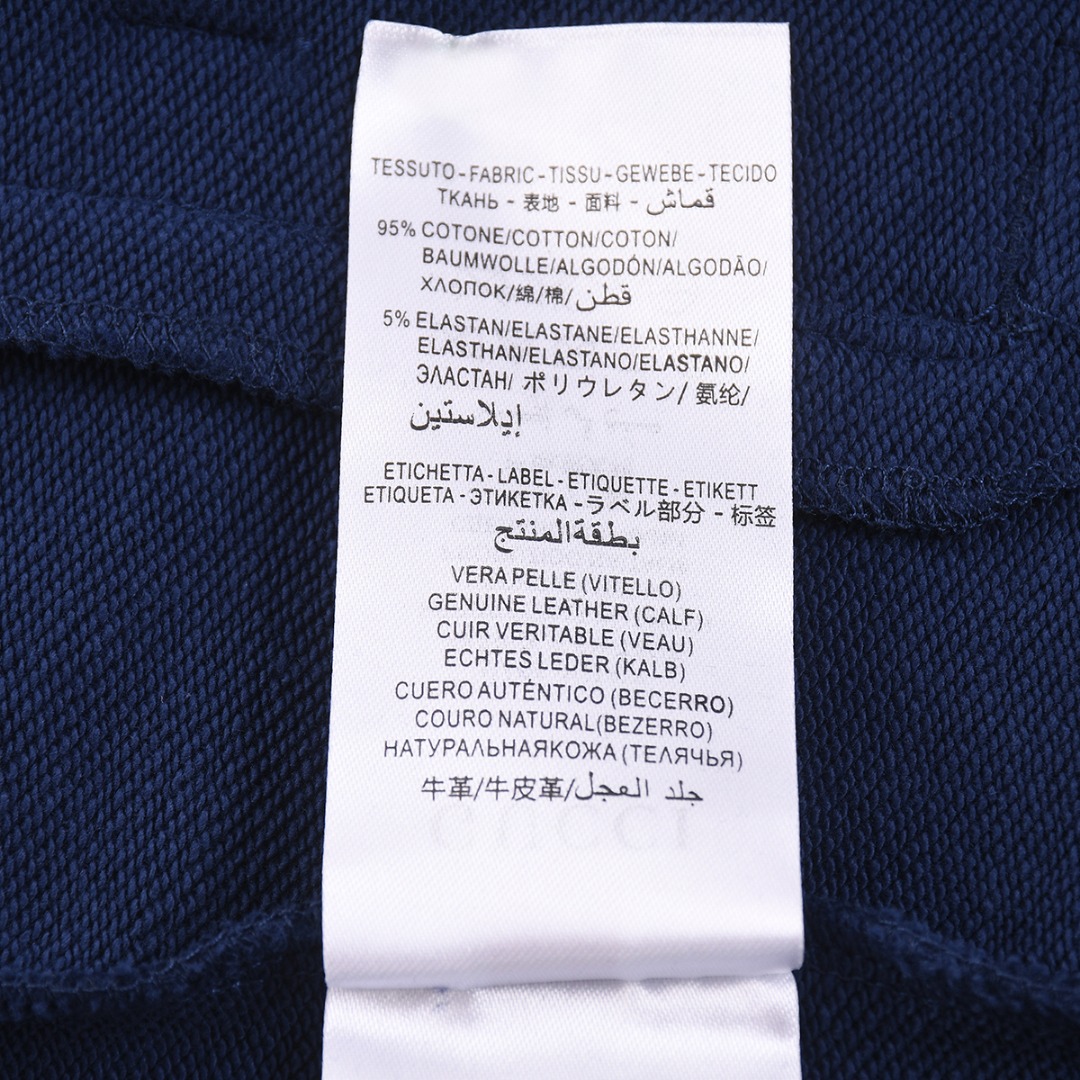 TESSUTO-FABRIC-TISSU-GEWEBE-TECIDO
ТКАНЬ - 表地 - 面料 - قماش
95% COTONE/COTTON/COTON/
BAUMWOLLE/ALGODÓN/ALGODÃO/
ХЛОПОК/綿/棉/قطن
5% ELASTAN/ELASTANE/ELASTHANNE/
ELASTHAN/ELASTANO/ELASTANO/
ЭЛАСТАН/ ポリウレタン/ 氨纶/
إيلاستين
ETICHETTA-LABEL-ETIQUETTE-ETIKETT
ETIQUETA-ЭТИКЕТКА-ラベル部分 - 标签
بطقةالمنتج
VERA PELLE (VITELLO)
GENUINE LEATHER (CALF)
CUIR VERITABLE (VEAU)
ECHTES LEDER (KALB)
CUERO AUTÉNTICO (BECERRO)
COURO NATURAL(BEZERRO)
НАТУРАЛЬНАЯКОЖА (ТЕЛЯЧЬЯ)
牛革/牛皮革/جلد العجل